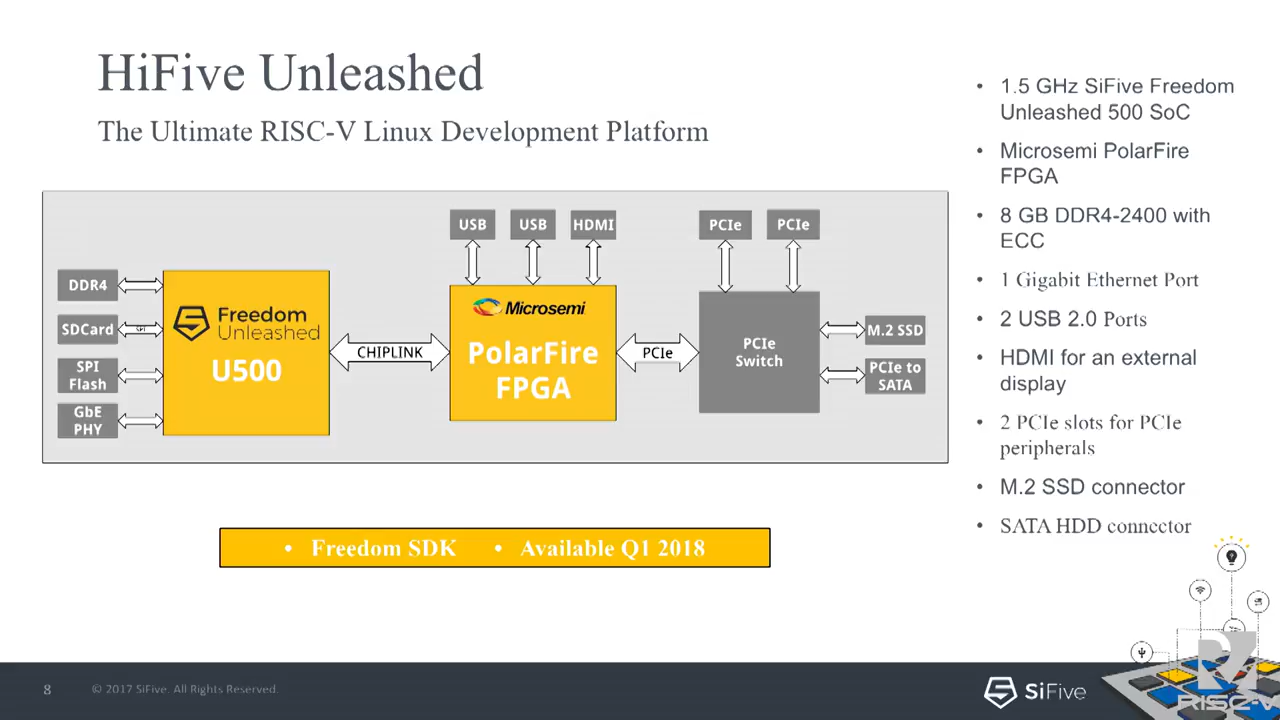 HiFive Unleashed
The Ultimate RISC-V Linux Development Platform
USB
USB
HDMI
PCIe
PCIe
DDR4
SDCard
SPI
SPI
Flash
GbE
PHY
Freedom
Unleashed
U500
CHIPLINK
Microsemi
PolarFire
FPGA
PCIe
PCIe
Switch
M.2 SSD
PCIe to
SATA
• Freedom SDK • Available Q1 2018
• 1.5 GHz SiFive Freedom
Unleashed 500 SoC
• Microsemi PolarFire
FPGA
• 8 GB DDR4-2400 with
ECC
• 1 Gigabit Ethernet Port
• 2 USB 2.0 Ports
• HDMI for an external
display
• 2 PCIe slots for PCIe
peripherals
• M.2 SSD connector
• SATA HDD connector
8
© 2017 SiFive. All Rights Reserved.
SiFive
RISC-V